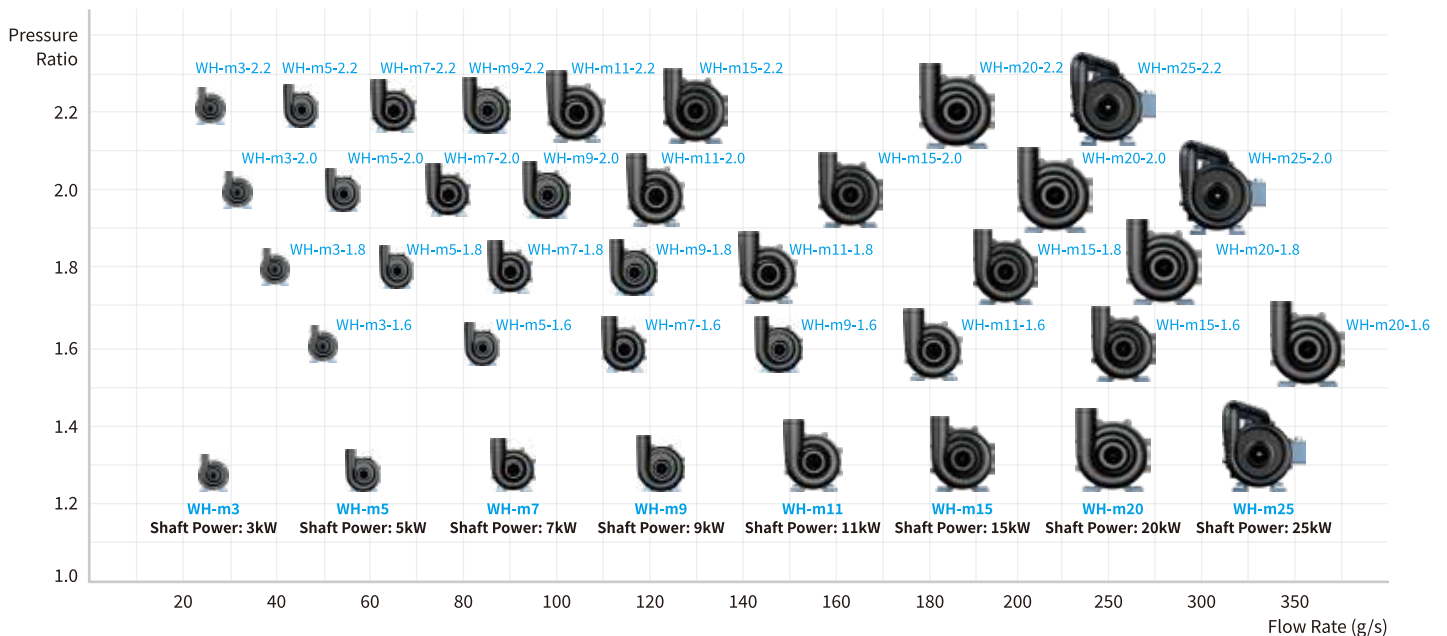 Pressure
Ratio
WH-m3-2.2 WH-m5-2.2 WH-m7-2.2 WH-m9-2.2 WH-m11-2.2 WH-m15-2.2 WH-m20-2.2 WH-m25-2.2
2.2
WH-m3-2.0 WH-m5-2.0 WH-m7-2.0 WH-m9-2.0 WH-m11-2.0 WH-m15-2.0 WH-m20-2.0 WH-m25-2.0
2.0
WH-m3-1.8 WH-m5-1.8 WH-m7-1.8 WH-m9-1.8 WH-m11-1.8 WH-m15-1.8 WH-m20-1.8
1.8
WH-m3-1.6 WH-m5-1.6 WH-m7-1.6 WH-m9-1.6 WH-m11-1.6 WH-m15-1.6 WH-m20-1.6
1.6
1.4
1.2
WH-m3 WH-m5 WH-m7 WH-m9 WH-m11 WH-m15 WH-m20 WH-m25
Shaft Power: 3kW Shaft Power: 5kW Shaft Power: 7kW Shaft Power: 9kW Shaft Power: 11kW Shaft Power: 15kW Shaft Power: 20kW Shaft Power: 25kW
1.0
20 40 60 80 100 120 140 160 180 200 250 300 350
Flow Rate (g/s)